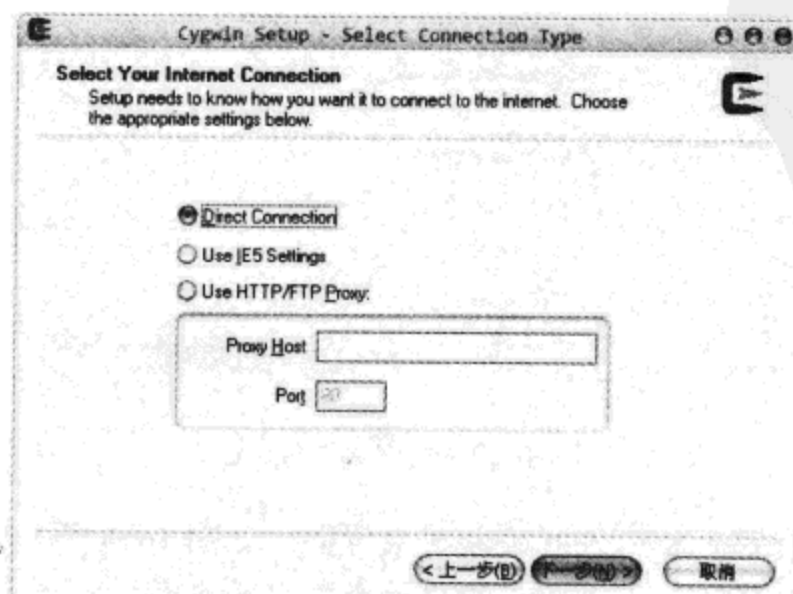 Cygwin Setup - Select Connection Type
Select Your Internet Connection
Setup needs to know how you want it to connect to the internet. Choose
the appropriate settings below.
Direct Connection
Use IE5 Settings
Use HTTP/FTP Proxy:
Proxy Host
Port 80
< 上一步(B) 下一步(N) > 取消